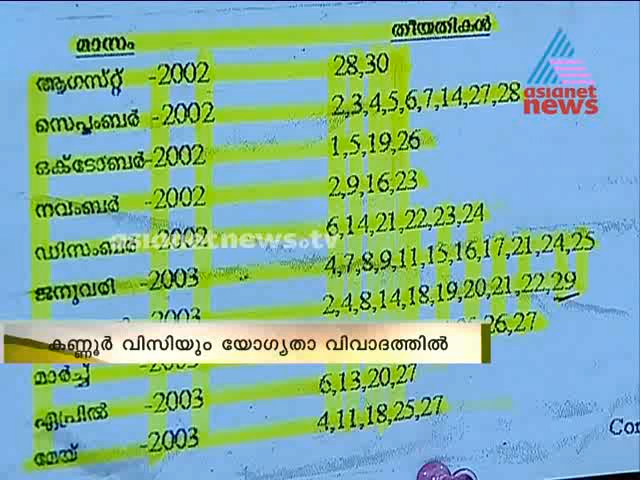 മാസം തീയതികൾ
ആഗസ്റ്റ് -2002 28,30
സെപ്തംബർ -2002 2,3,4,5,6,7,14,27,28
ഒക്ടോബർ-2002 1,5,19,26
നവംബർ -2002 2,9,16,23
ഡിസംബർ -2002 6,14,21,22,23,24
ജനുവരി -2003 4,7,8,9,11,15,16,17,21,24,25
2,4,8,14,18,19,20,21,22,29
മാർച്ച് -2003 26,27
ഏപ്രിൽ -2003 6,13,20,27
മേയ് -2003 4,11,18,25,27
asianet
news
asianetnews.tv
കണ്ണൂർ വിസിയും യോഗ്യതാ വിവാദത്തിൽ